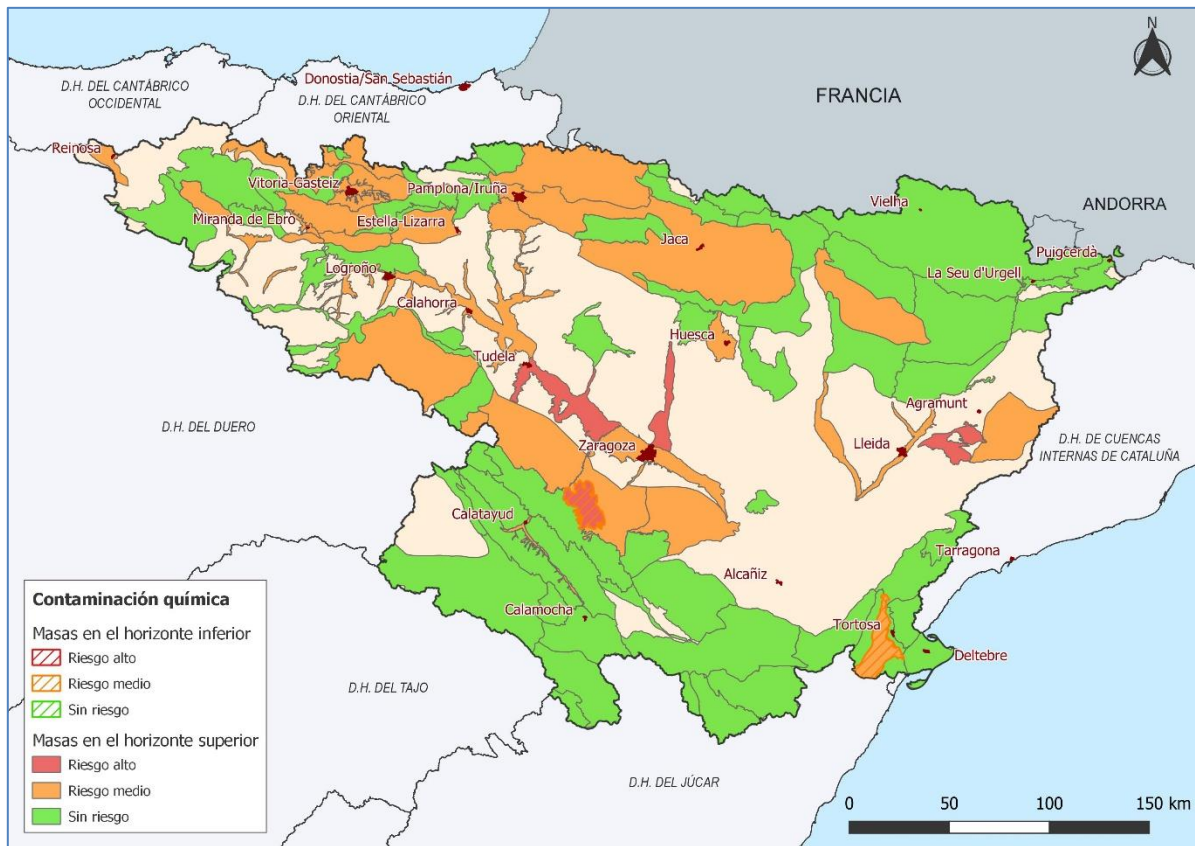 N
Donostia/San Sebastián
D.H. DEL CANTÁBRICO
OCCIDENTAL
D.H. DEL CANTÁBRICO
ORIENTAL
FRANCIA
Reinosa
Vitoria-Gasteiz
Pamplona/Iruña
Vielha
ANDORRA
Miranda de Ebro
Estella-Lizarra
Jaca
Puigcerdà
La Seu d'Urgell
Logroño
Calahorra
Huesca
Tudela
Agramunt
D.H. DEL DUERO
Zaragoza
Lleida
D.H. DE CUENCAS
INTERNAS DE CATALUÑA
Calatayud
Tarragona
Alcañiz
Calamocha
Tortosa
Deltebre
D.H. DEL TAJO
D.H. DEL JÚCAR
Contaminación química
Masas en el horizonte inferior
Riesgo alto
Riesgo medio
Sin riesgo
Masas en el horizonte superior
Riesgo alto
Riesgo medio
Sin riesgo
0 50 100 150 km